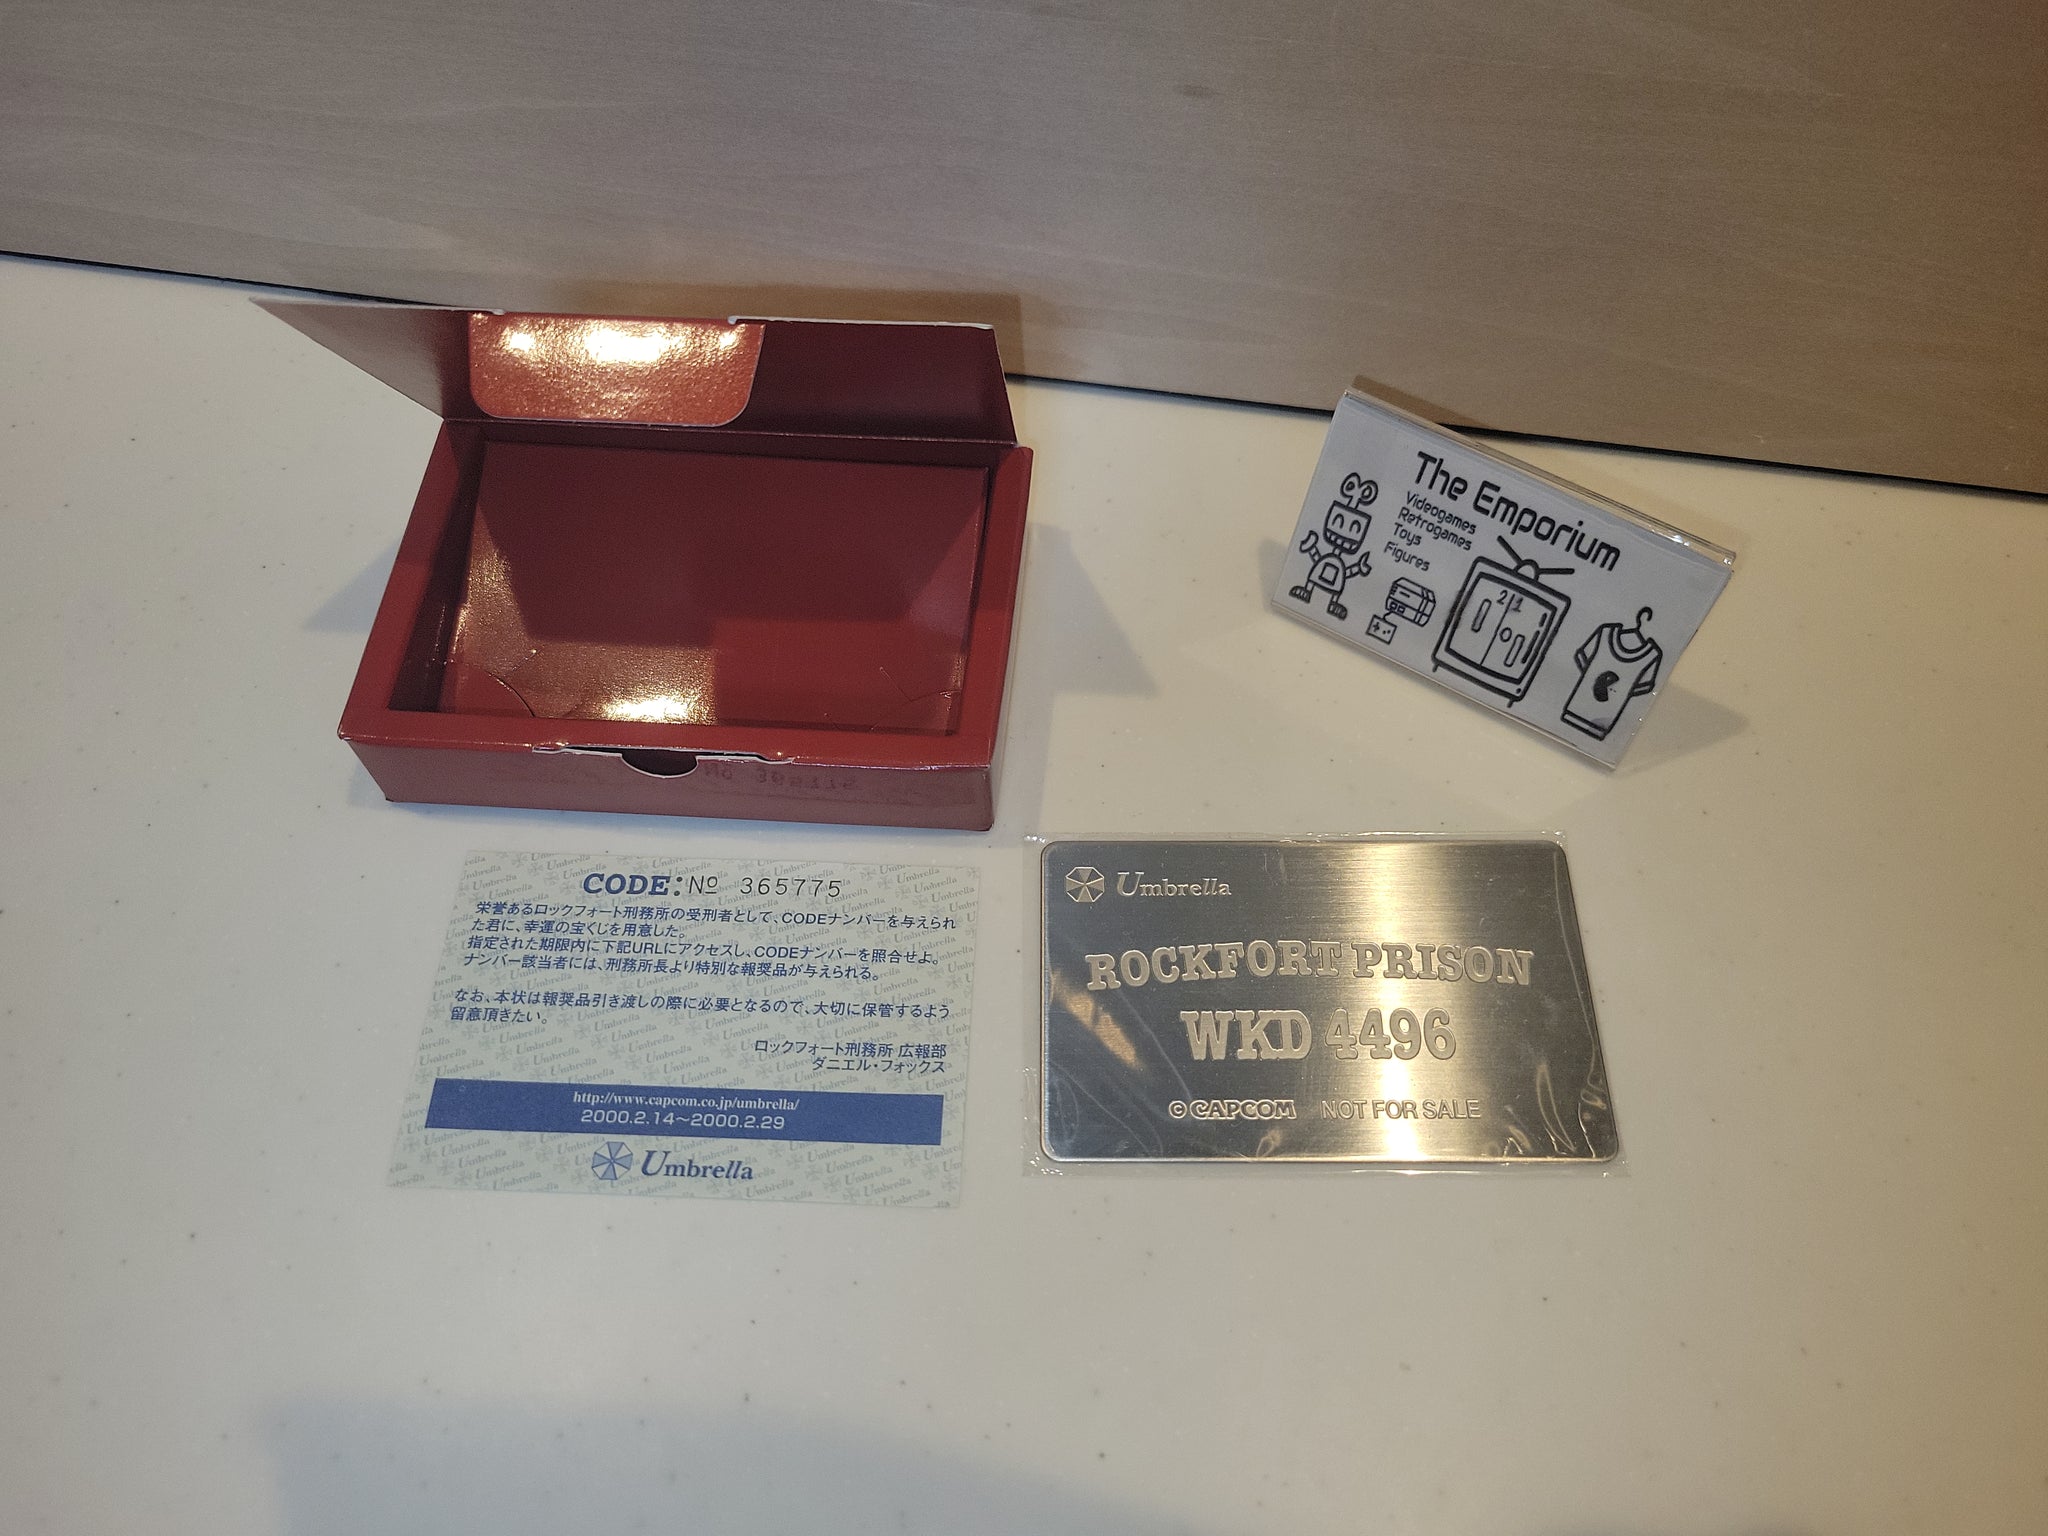 The Emporium
Videogames
Retrogames
Toys
Figures
21
CODE:№ 365775
栄誉あるロックフォート刑務所の受刑者として、CODEナンバーを与えられ
た君に、幸運の宝くじを用意した。
指定された期限内に下記URLにアクセスし、CODEナンバーを照合せよ。
ナンバー該当者には、刑務所長より特別な報奨品が与えられる。
なお、本状は報奨品引き渡しの際に必要となるので、大切に保管するよう
留意頂きたい。
ロックフォート刑務所 広報部
ダニエル・フォックス
http://www.capcom.co.jp/umbrella/
2000.2.14〜2000.2.29
Umbrella
Umbrella
ROCKFORT PRISON
WKD 4496
©CAPCOM NOT FOR SALE